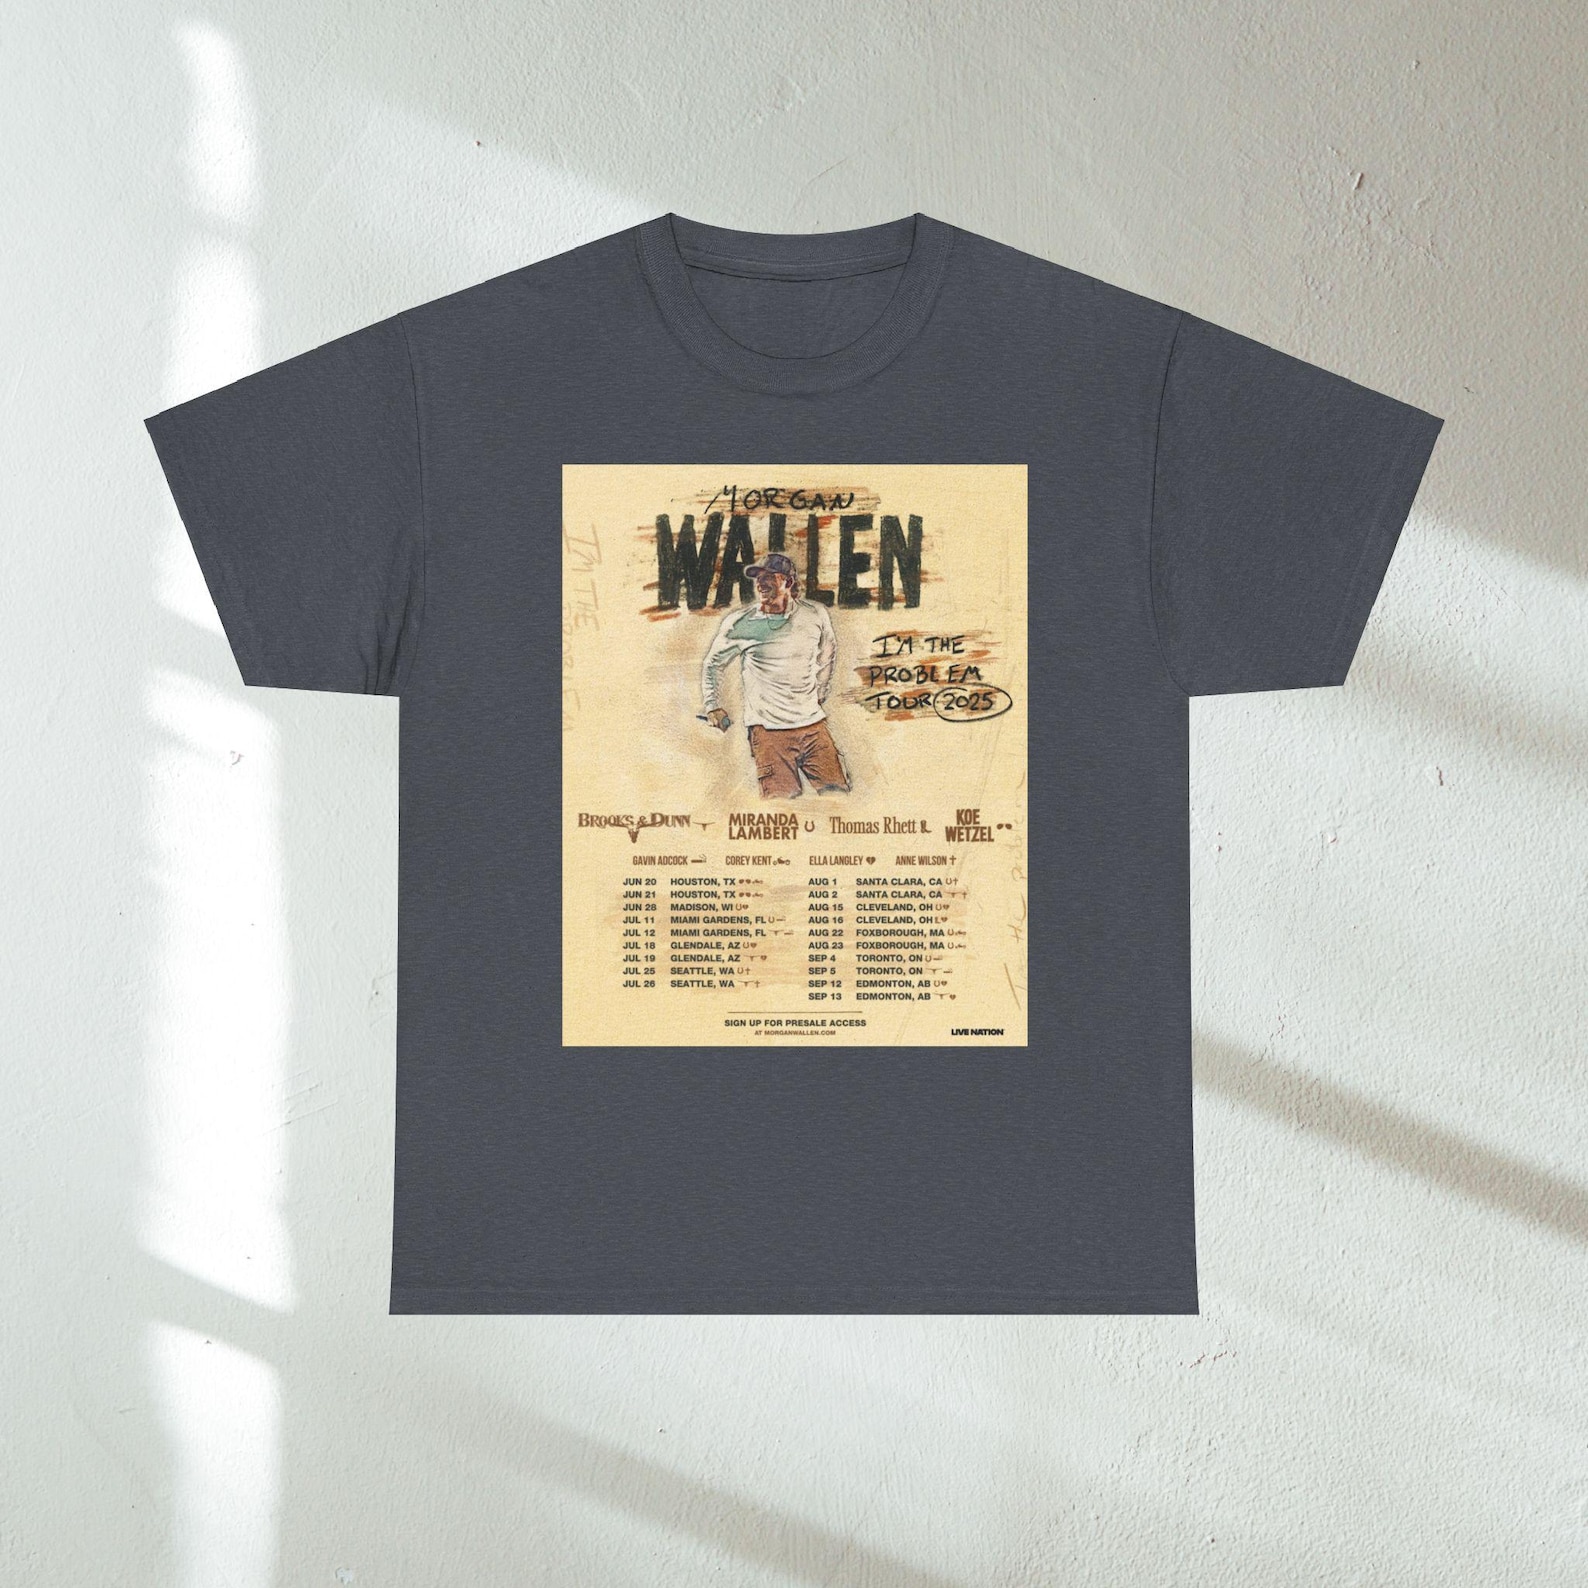 MORGAN
WALLEN
I'M THE
PROBLEM
TOUR 2025
BROOKS & DUNN
MIRANDA
LAMBERT
Thomas Rhett
KOE
WETZEL
GAVIN ADCOCK
COREY KENT
ELLA LANGLEY
ANNE WILSON
JUN 20 HOUSTON, TX
JUN 21 HOUSTON, TX
JUN 28 MADISON, WI
JUL 11 MIAMI GARDENS, FL
JUL 12 MIAMI GARDENS, FL
JUL 18 GLENDALE, AZ
JUL 19 GLENDALE, AZ
JUL 25 SEATTLE, WA
JUL 26 SEATTLE, WA
AUG 1 SANTA CLARA, CA
AUG 2 SANTA CLARA, CA
AUG 15 CLEVELAND, OH
AUG 16 CLEVELAND, OH
AUG 22 FOXBOROUGH, MA
AUG 23 FOXBOROUGH, MA
SEP 4 TORONTO, ON
SEP 5 TORONTO, ON
SEP 12 EDMONTON, AB
SEP 13 EDMONTON, AB
SIGN UP FOR PRESALE ACCESS
AT MORGANWALLEN.COM
LIVE NATION